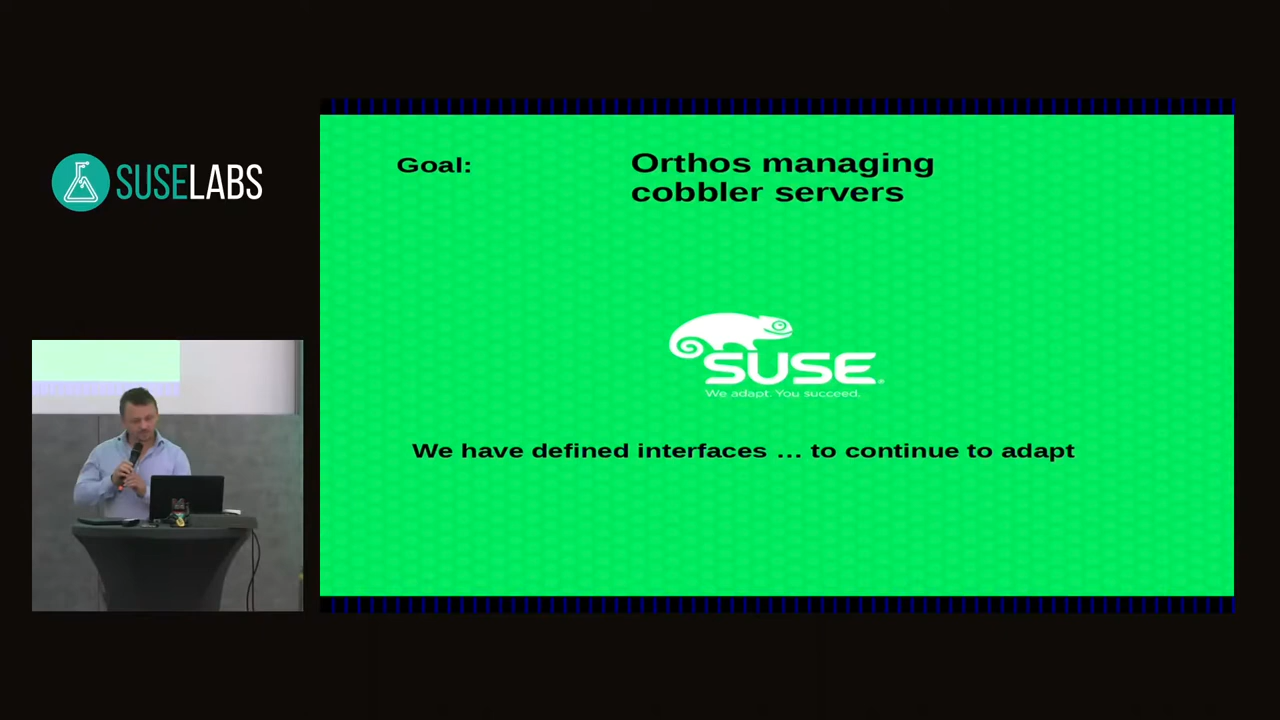 SUSELABS
Goal:
Orthos managing
cobbler servers
SUSE
We adapt. You succeed.
We have defined interfaces … to continue to adapt